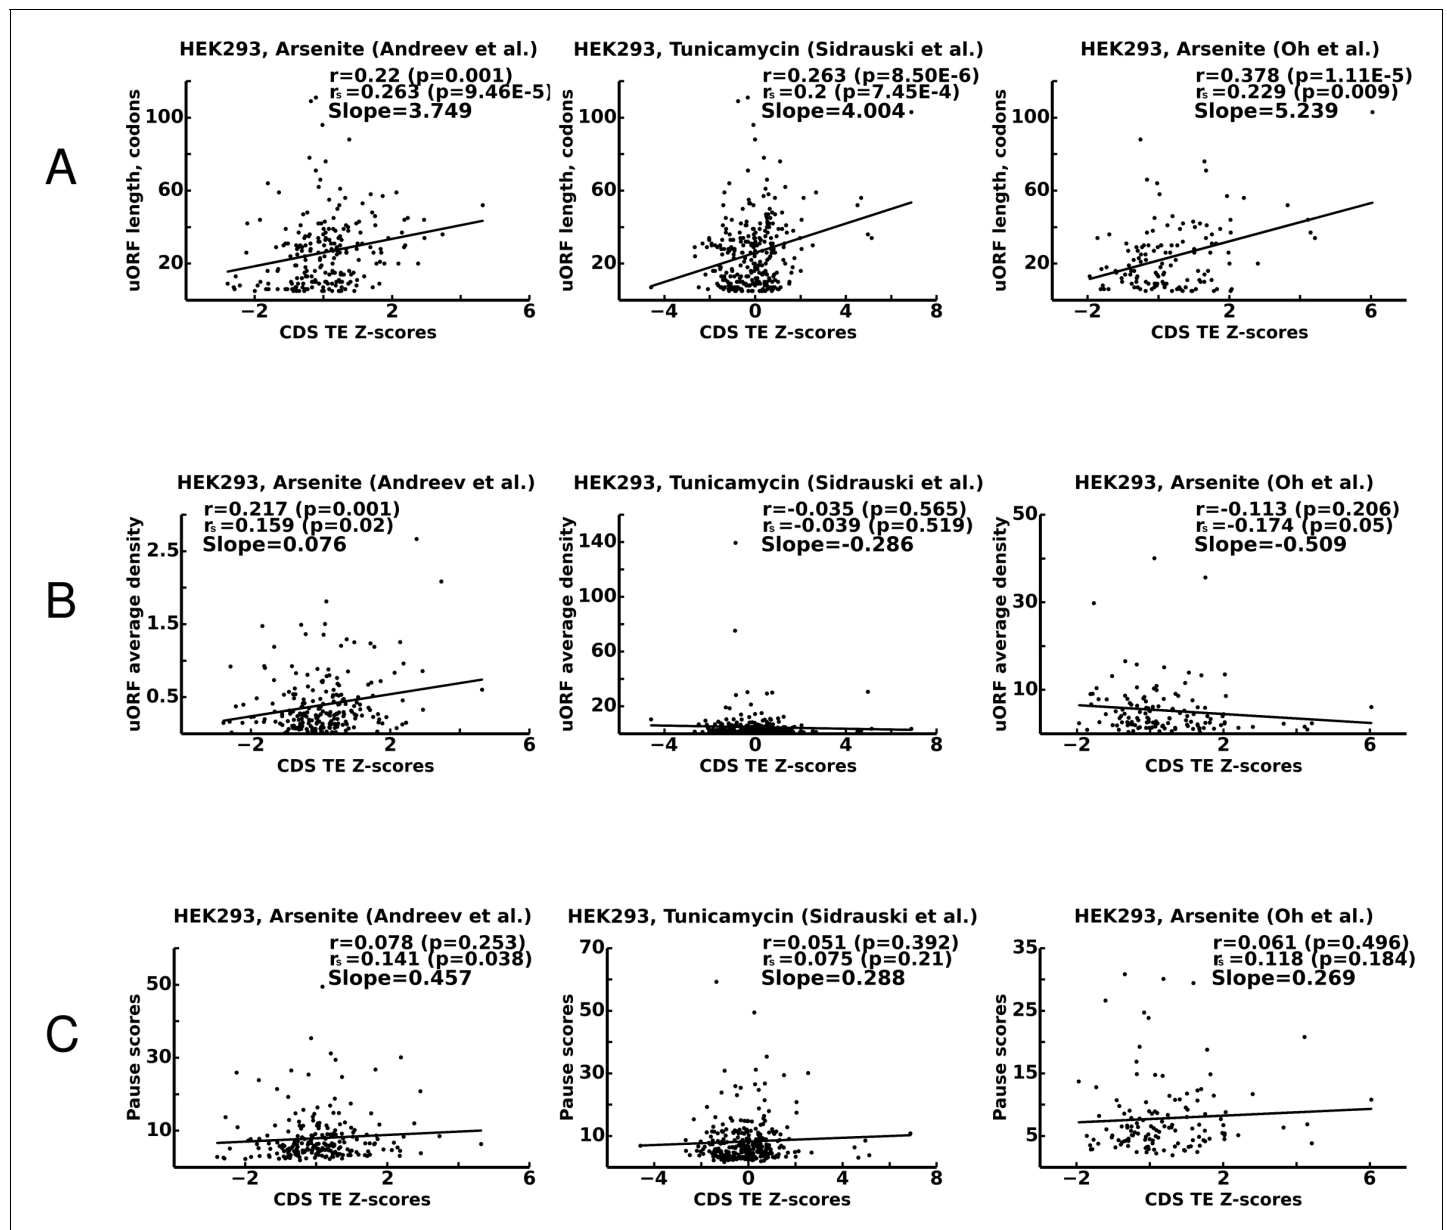 A
HEK293, Arsenite (Andreev et al.)
r=0.22 (p=0.001)
rs=0.263 (p=9.46E-5)
Slope=3.749
uORF length, codons
100
60
20
−2 2 6
CDS TE Z-scores
HEK293, Tunicamycin (Sidrauski et al.)
r=0.263 (p=8.50E-6)
rs=0.2 (p=7.45E-4)
Slope=4.004
uORF length, codons
100
60
20
−4 0 4 8
CDS TE Z-scores
HEK293, Arsenite (Oh et al.)
r=0.378 (p=1.11E-5)
rs=0.229 (p=0.009)
Slope=5.239
uORF length, codons
100
60
20
−2 2 6
CDS TE Z-scores
B
HEK293, Arsenite (Andreev et al.)
r=0.217 (p=0.001)
rs=0.159 (p=0.02)
Slope=0.076
uORF average density
2.5
1.5
0.5
−2 2 6
CDS TE Z-scores
HEK293, Tunicamycin (Sidrauski et al.)
r=-0.035 (p=0.565)
rs=-0.039 (p=0.519)
Slope=-0.286
uORF average density
140
100
60
20
−4 0 4 8
CDS TE Z-scores
HEK293, Arsenite (Oh et al.)
r=-0.113 (p=0.206)
rs=-0.174 (p=0.05)
Slope=-0.509
uORF average density
50
30
10
−2 2 6
CDS TE Z-scores
C
HEK293, Arsenite (Andreev et al.)
r=0.078 (p=0.253)
rs=0.141 (p=0.038)
Slope=0.457
Pause scores
50
30
10
−2 2 6
CDS TE Z-scores
HEK293, Tunicamycin (Sidrauski et al.)
r=0.051 (p=0.392)
rs=0.075 (p=0.21)
Slope=0.288
Pause scores
70
50
30
10
−4 0 4 8
CDS TE Z-scores
HEK293, Arsenite (Oh et al.)
r=0.061 (p=0.496)
rs=0.118 (p=0.184)
Slope=0.269
Pause scores
35
25
15
5
−2 2 6
CDS TE Z-scores